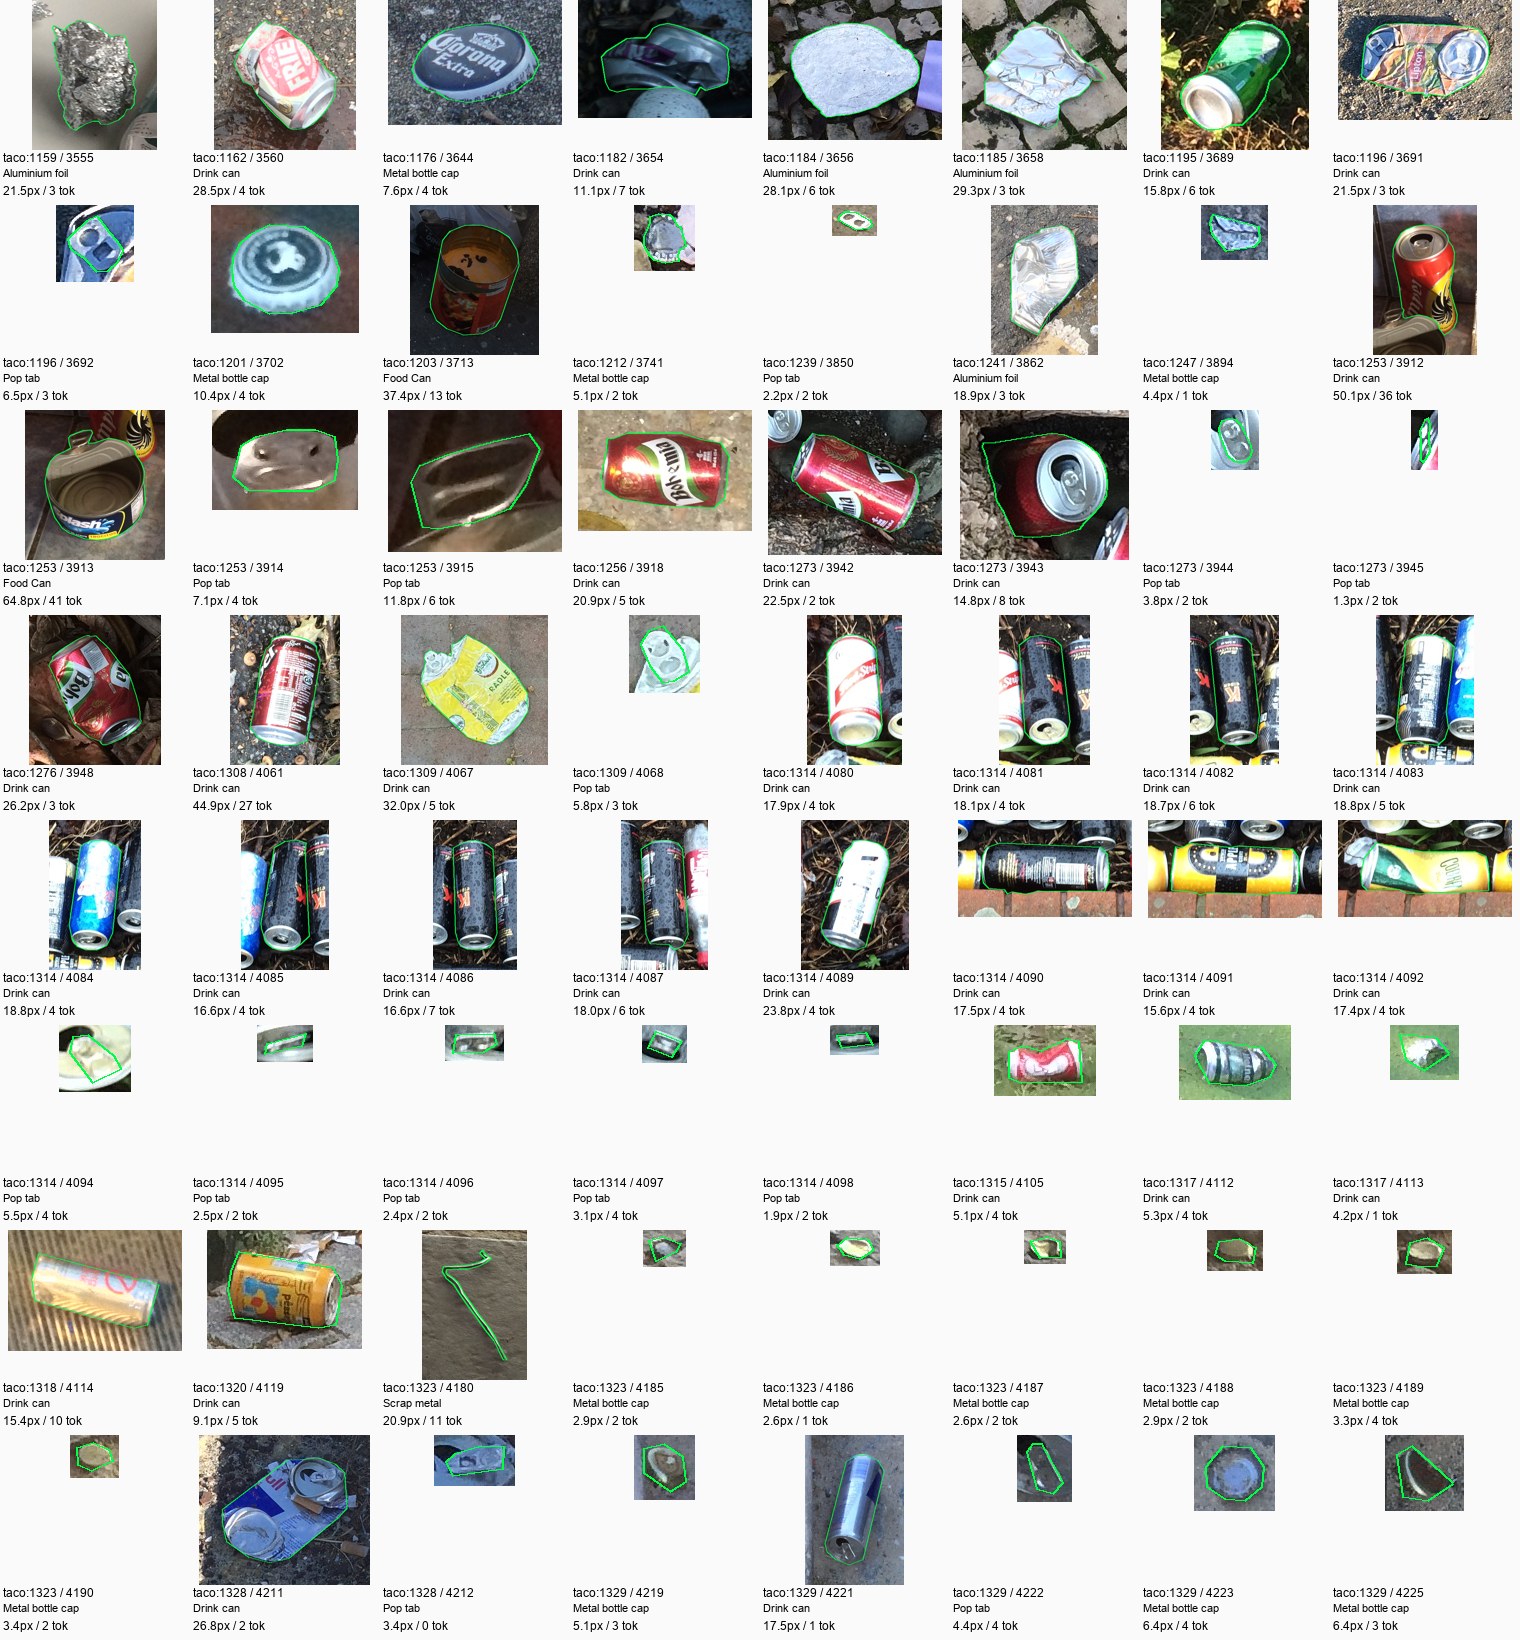 FRUE
Corona
Extra
Lipton
taco:1159 / 3555
Aluminium foil
21.5px / 3 tok
taco:1162 / 3560
Drink can
28.5px / 4 tok
taco:1176 / 3644
Metal bottle cap
7.6px / 4 tok
taco:1182 / 3654
Drink can
11.1px / 7 tok
taco:1184 / 3656
Aluminium foil
28.1px / 6 tok
taco:1185 / 3658
Aluminium foil
29.3px / 3 tok
taco:1195 / 3689
Drink can
15.8px / 6 tok
taco:1196 / 3691
Drink can
21.5px / 3 tok
taco:1196 / 3692
Pop tab
6.5px / 3 tok
taco:1201 / 3702
Metal bottle cap
10.4px / 4 tok
taco:1203 / 3713
Food Can
37.4px / 13 tok
taco:1212 / 3741
Metal bottle cap
5.1px / 2 tok
taco:1239 / 3850
Pop tab
2.2px / 2 tok
taco:1241 / 3862
Aluminium foil
18.9px / 3 tok
taco:1247 / 3894
Metal bottle cap
4.4px / 1 tok
taco:1253 / 3912
Drink can
50.1px / 36 tok
plash
Bohemia
taco:1253 / 3913
Food Can
64.8px / 41 tok
taco:1253 / 3914
Pop tab
7.1px / 4 tok
taco:1253 / 3915
Pop tab
11.8px / 6 tok
taco:1256 / 3918
Drink can
20.9px / 5 tok
taco:1273 / 3942
Drink can
22.5px / 2 tok
taco:1273 / 3943
Drink can
14.8px / 8 tok
taco:1273 / 3944
Pop tab
3.8px / 2 tok
taco:1273 / 3945
Pop tab
1.3px / 2 tok
taco:1276 / 3948
Drink can
26.2px / 3 tok
taco:1308 / 4061
Drink can
44.9px / 27 tok
taco:1309 / 4067
Drink can
32.0px / 5 tok
taco:1309 / 4068
Pop tab
5.8px / 3 tok
taco:1314 / 4080
Drink can
17.9px / 4 tok
taco:1314 / 4081
Drink can
18.1px / 4 tok
taco:1314 / 4082
Drink can
18.7px / 6 tok
taco:1314 / 4083
Drink can
18.8px / 5 tok
taco:1314 / 4084
Drink can
18.8px / 4 tok
taco:1314 / 4085
Drink can
16.6px / 4 tok
taco:1314 / 4086
Drink can
16.6px / 7 tok
taco:1314 / 4087
Drink can
18.0px / 6 tok
taco:1314 / 4089
Drink can
23.8px / 4 tok
taco:1314 / 4090
Drink can
17.5px / 4 tok
taco:1314 / 4091
Drink can
15.6px / 4 tok
taco:1314 / 4092
Drink can
17.4px / 4 tok
taco:1314 / 4094
Pop tab
5.5px / 4 tok
taco:1314 / 4095
Pop tab
2.5px / 2 tok
taco:1314 / 4096
Pop tab
2.4px / 2 tok
taco:1314 / 4097
Pop tab
3.1px / 4 tok
taco:1314 / 4098
Pop tab
1.9px / 2 tok
taco:1315 / 4105
Drink can
5.1px / 4 tok
taco:1317 / 4112
Drink can
5.3px / 4 tok
taco:1317 / 4113
Drink can
4.2px / 1 tok
taco:1318 / 4114
Drink can
15.4px / 10 tok
taco:1320 / 4119
Drink can
9.1px / 5 tok
taco:1323 / 4180
Scrap metal
20.9px / 11 tok
taco:1323 / 4185
Metal bottle cap
2.9px / 2 tok
taco:1323 / 4186
Metal bottle cap
2.6px / 1 tok
taco:1323 / 4187
Metal bottle cap
2.6px / 2 tok
taco:1323 / 4188
Metal bottle cap
2.9px / 2 tok
taco:1323 / 4189
Metal bottle cap
3.3px / 4 tok
taco:1323 / 4190
Metal bottle cap
3.4px / 2 tok
taco:1328 / 4211
Drink can
26.8px / 2 tok
taco:1328 / 4212
Pop tab
3.4px / 0 tok
taco:1329 / 4219
Metal bottle cap
5.1px / 3 tok
taco:1329 / 4221
Drink can
17.5px / 1 tok
taco:1329 / 4222
Pop tab
4.4px / 4 tok
taco:1329 / 4223
Metal bottle cap
6.4px / 4 tok
taco:1329 / 4225
Metal bottle cap
6.4px / 3 tok